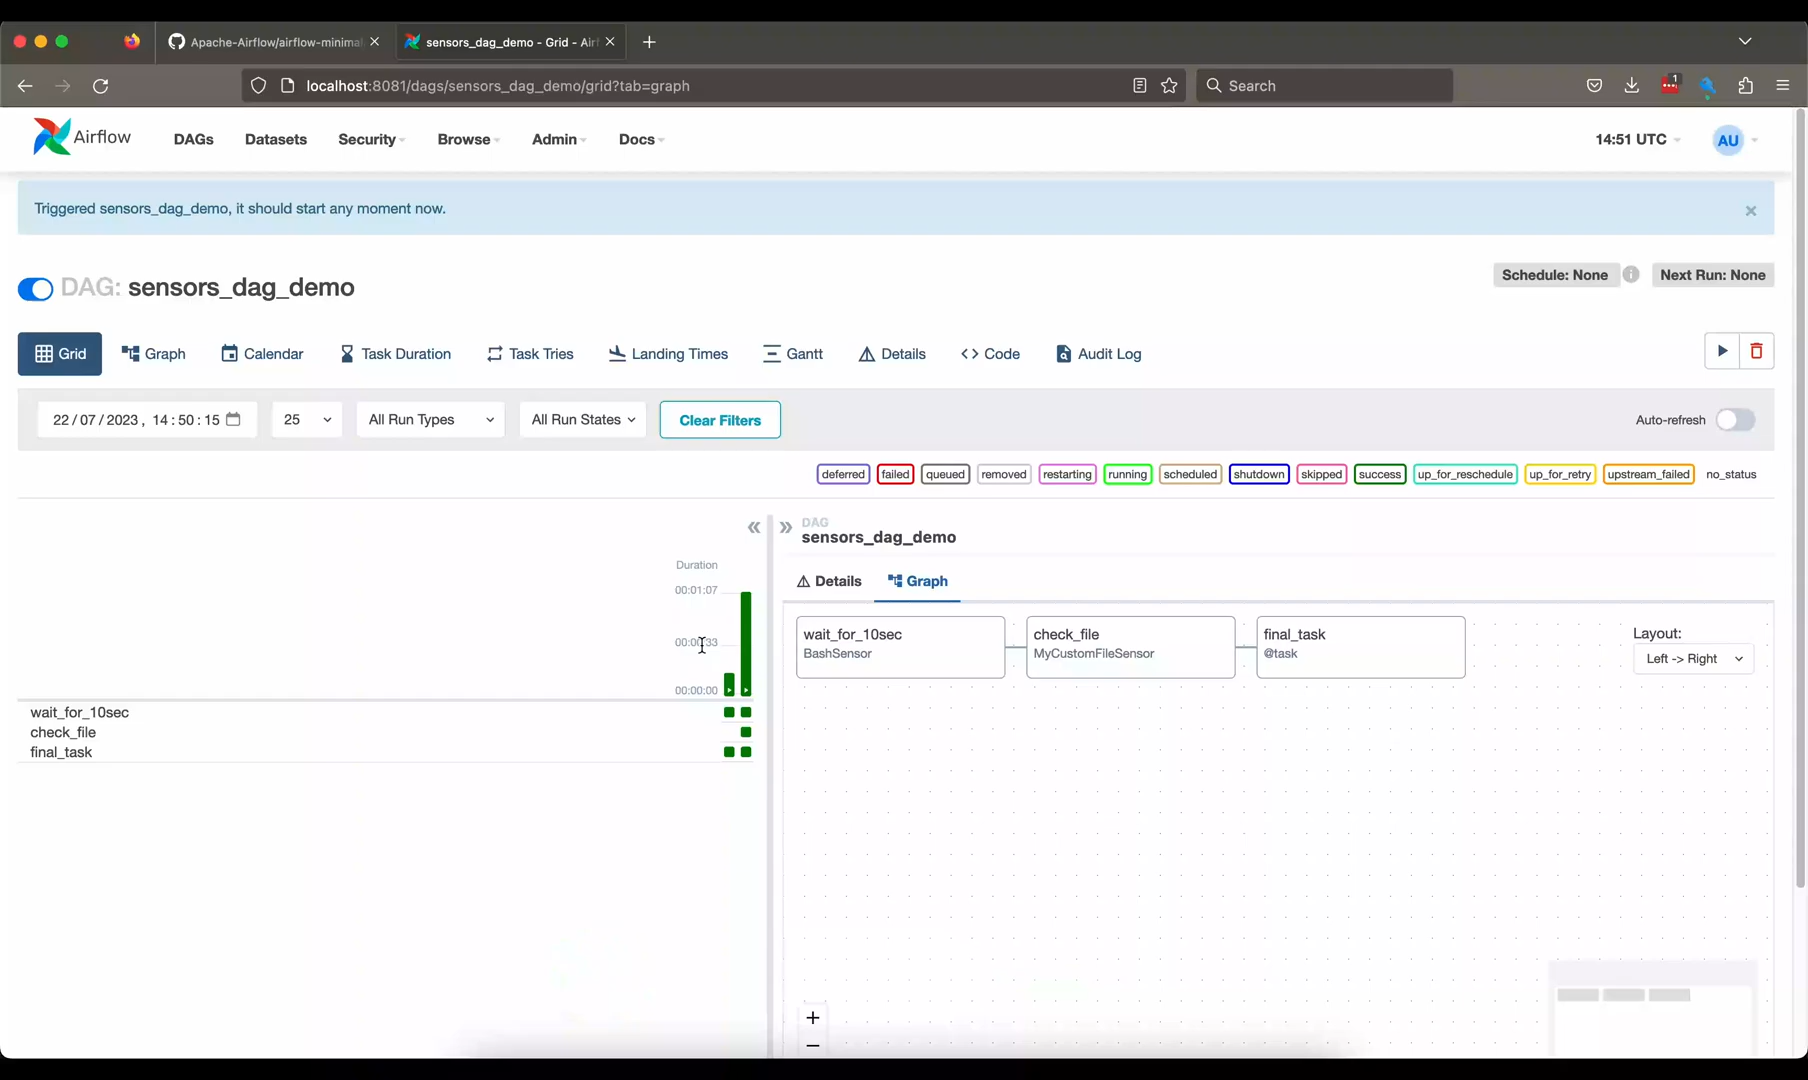 Apache-Airflow/airflow-minima
sensors_dag_demo - Grid - Air
localhost:8081/dags/sensors_dag_demo/grid?tab=graph
Search
1
Airflow
DAGs
Datasets
Security
Browse
Admin
Docs
14:51 UTC
AU
Triggered sensors_dag_demo, it should start any moment now.
DAG: sensors_dag_demo
Schedule: None
Next Run: None
Grid
Graph
Calendar
Task Duration
Task Tries
Landing Times
Gantt
Details
Code
Audit Log
22/07/2023, 14:50:15
25
All Run Types
All Run States
Clear Filters
Auto-refresh
deferred
failed
queued
removed
restarting
running
scheduled
shutdown
skipped
success
up_for_reschedule
up_for_retry
upstream_failed
no_status
Duration
00:01:07
00:00:33
00:00:00
wait_for_10sec
check_file
final_task
DAG
sensors_dag_demo
Details
Graph
wait_for_10sec
BashSensor
check_file
MyCustomFileSensor
final_task
@task
Layout:
Left -> Right